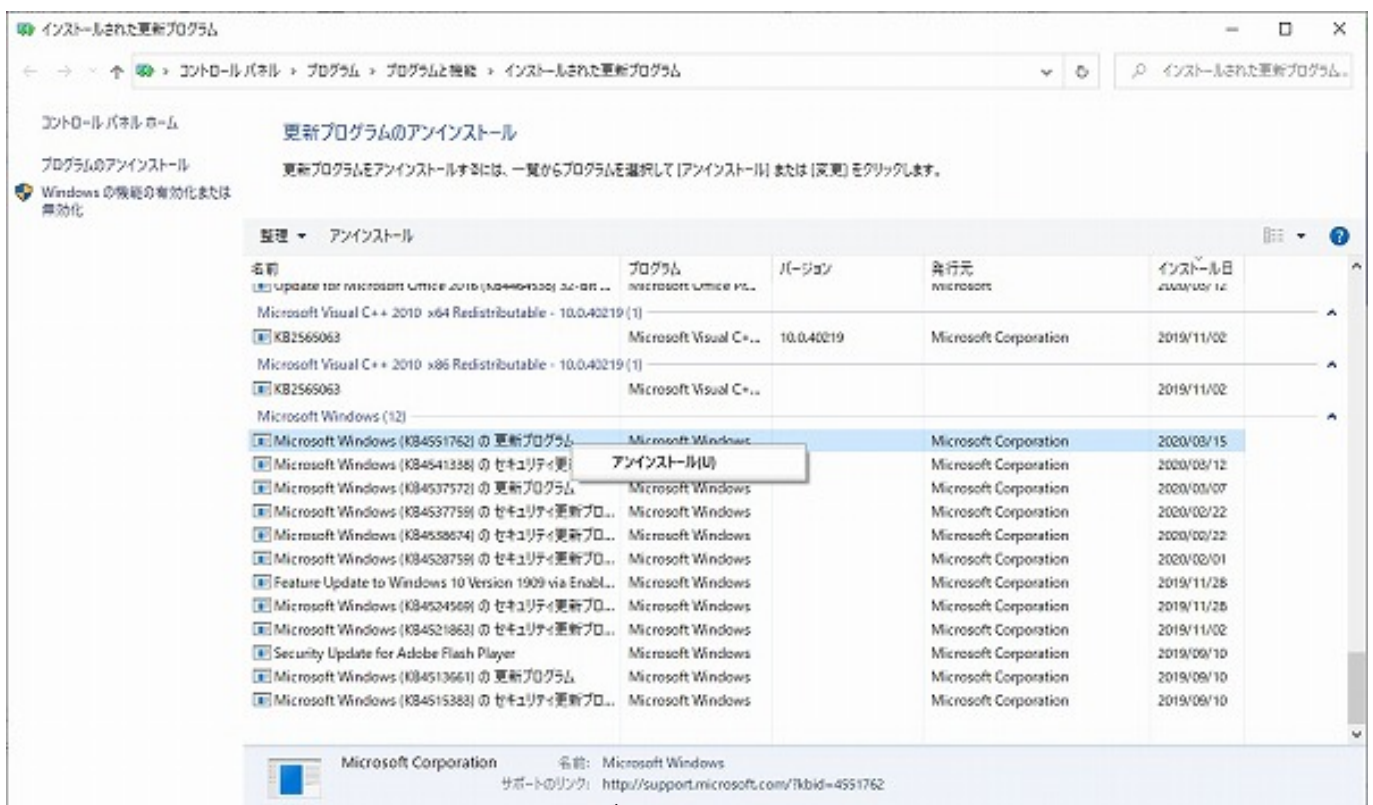 インストールされた更新プログラム
コントロール パネル › プログラム › プログラムと機能 › インストールされた更新プログラム
インストールされた更新プログラム...
コントロール パネル ホーム
プログラムのアンインストール
Windows の機能の有効化または
無効化
更新プログラムのアンインストール
更新プログラムをアンインストールするには、一覧からプログラムを選択して [アンインストール] または [変更] をクリックします。
整理 アンインストール
名前 プログラム バージョン 発行元 インストール日
Update for Microsoft Office 2016 (KB4464538) 32-Bit ... Microsoft Office Pr... Microsoft
Microsoft Visual C++ 2010 x64 Redistributable - 10.0.40219 (1)
KB2565063 Microsoft Visual C+... 10.0.40219 Microsoft Corporation 2019/11/02
Microsoft Visual C++ 2010 x86 Redistributable - 10.0.40219 (1)
KB2565063 Microsoft Visual C+... 2019/11/02
Microsoft Windows (12)
Microsoft Windows (KB4551762) の 更新プログラム Microsoft Windows Microsoft Corporation 2020/03/15
アンインストール(U)
Microsoft Windows (KB4541338) の セキュリティ更 Microsoft Corporation 2020/03/12
Microsoft Windows (KB4537572) の 更新プログラム Microsoft Windows Microsoft Corporation 2020/03/07
Microsoft Windows (KB4537759) の セキュリティ更新プロ... Microsoft Windows Microsoft Corporation 2020/02/22
Microsoft Windows (KB4538674) の セキュリティ更新プロ... Microsoft Windows Microsoft Corporation 2020/02/22
Microsoft Windows (KB4528759) の セキュリティ更新プロ... Microsoft Windows Microsoft Corporation 2020/02/01
Feature Update to Windows 10 Version 1909 via Enabl... Microsoft Windows Microsoft Corporation 2019/11/28
Microsoft Windows (KB4524569) の セキュリティ更新プロ... Microsoft Windows Microsoft Corporation 2019/11/28
Microsoft Windows (KB4521863) の セキュリティ更新プロ... Microsoft Windows Microsoft Corporation 2019/11/02
Security Update for Adobe Flash Player Microsoft Windows Microsoft Corporation 2019/09/10
Microsoft Windows (KB4513661) の 更新プログラム Microsoft Windows Microsoft Corporation 2019/09/10
Microsoft Windows (KB4515383) の セキュリティ更新プロ... Microsoft Windows Microsoft Corporation 2019/09/10
Microsoft Corporation 名前: Microsoft Windows
サポートのリンク: http://support.microsoft.com/?kbid=4551762